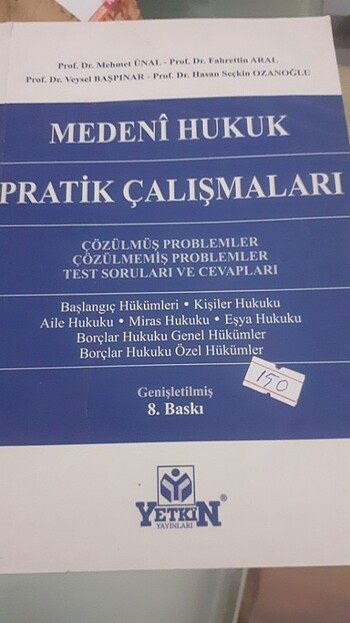 Prof. Dr. Mehmet ÜNAL - Prof. Dr. Fahrettin ARAL
Prof. Dr. Veysel BAŞPINAR - Prof. Dr. Hasan Seçkin OZANOĞLU
MEDENÎ HUKUK
PRATİK ÇALIŞMALARI
ÇÖZÜLMÜŞ PROBLEMLER
ÇÖZÜLMEMİŞ PROBLEMLER
TEST SORULARI VE CEVAPLARI
Başlangıç Hükümleri • Kişiler Hukuku
Aile Hukuku • Miras Hukuku • Eşya Hukuku
Borçlar Hukuku Genel Hükümler
Borçlar Hukuku Özel Hükümler
150
Genişletilmiş
8. Baskı
YETKİN®
YAYINLARI